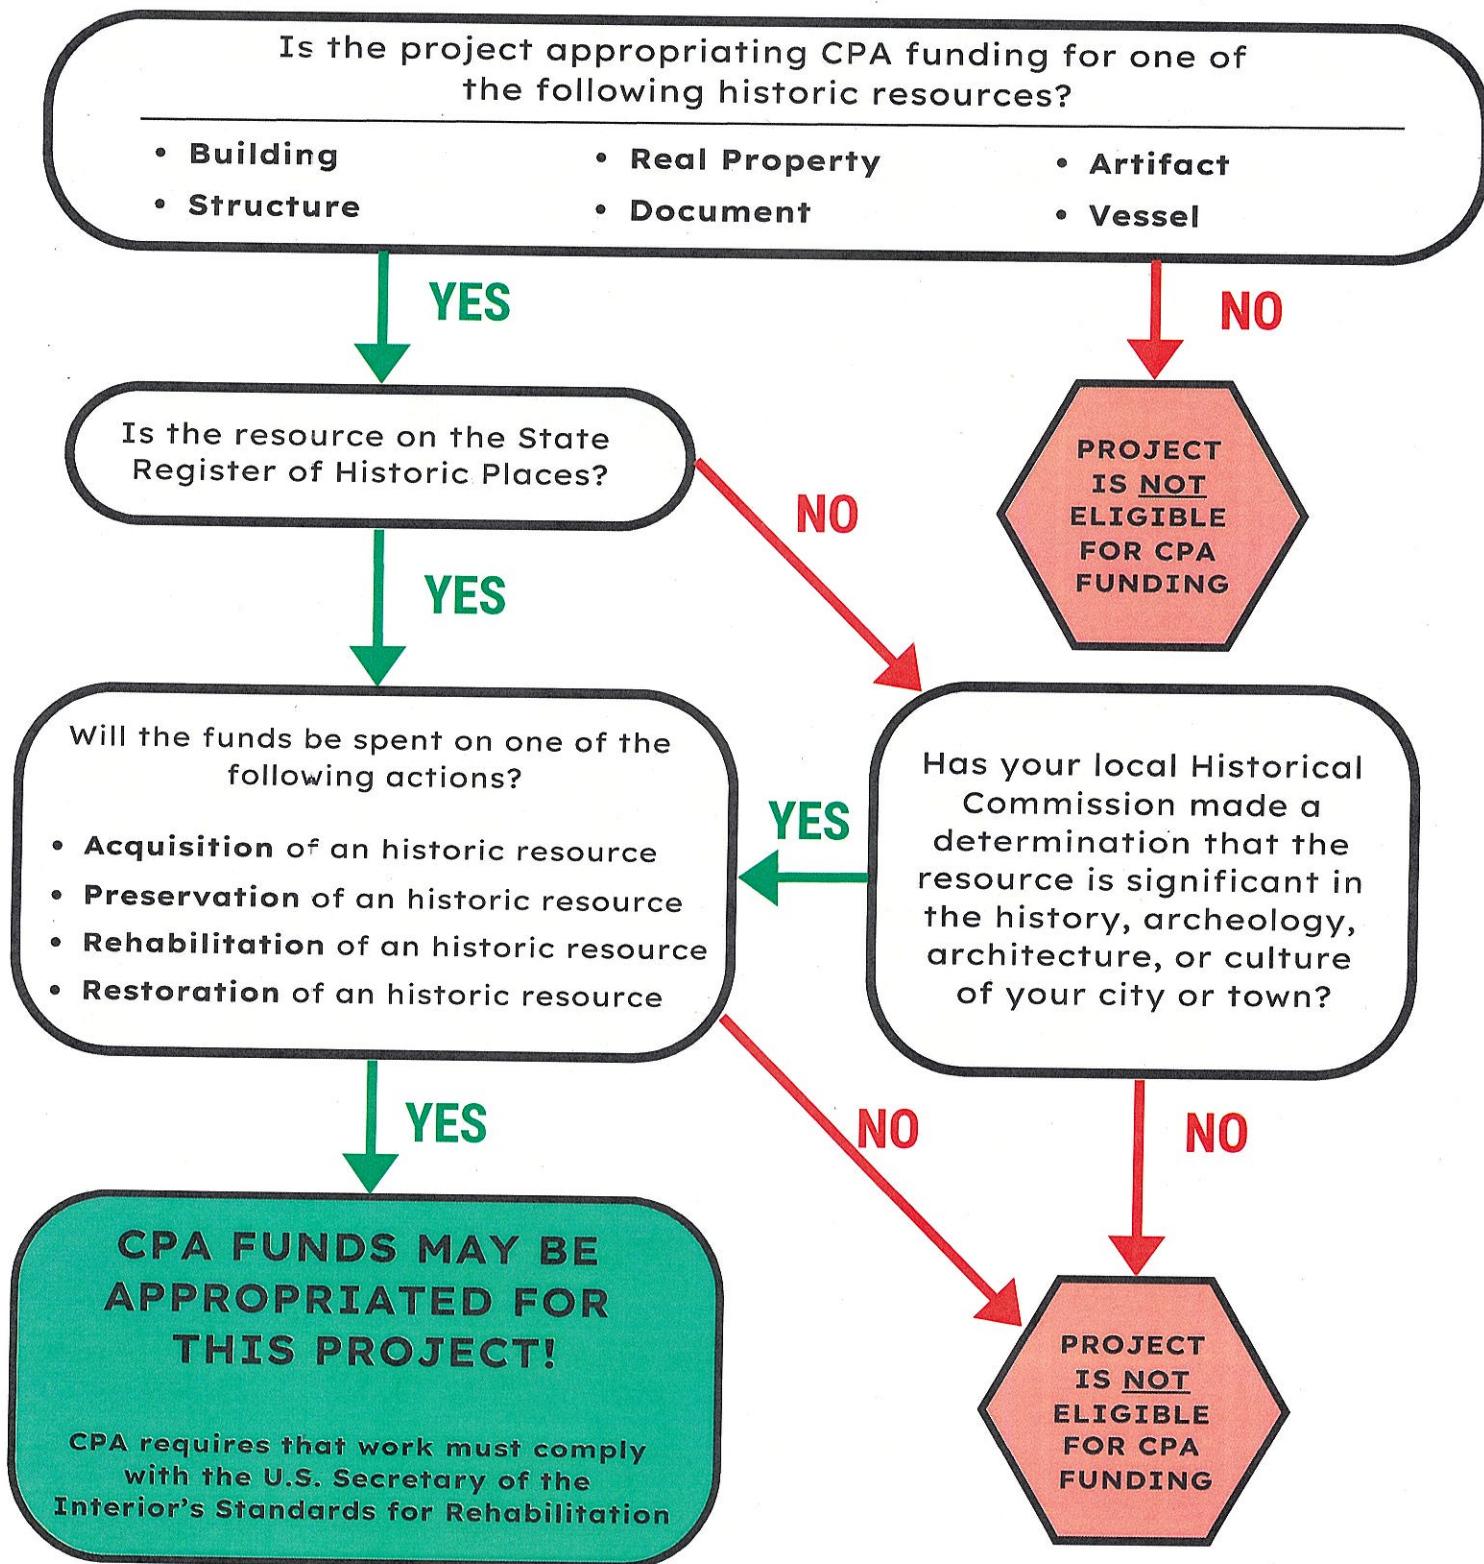 Is the project appropriating CPA funding for one of
the following historic resources?
• Building
• Structure
• Real Property
• Document
• Artifact
• Vessel
YES
NO
Is the resource on the State
Register of Historic Places?
NO
PROJECT
IS NOT
ELIGIBLE
FOR CPA
FUNDING
YES
Will the funds be spent on one of the
following actions?
• Acquisition of an historic resource
• Preservation of an historic resource
• Rehabilitation of an historic resource
• Restoration of an historic resource
YES
Has your local Historical
Commission made a
determination that the
resource is significant in
the history, archeology,
architecture, or culture
of your city or town?
YES
NO
NO
CPA FUNDS MAY BE
APPROPRIATED FOR
THIS PROJECT!
CPA requires that work must comply
with the U.S. Secretary of the
Interior's Standards for Rehabilitation
PROJECT
IS NOT
ELIGIBLE
FOR CPA
FUNDING